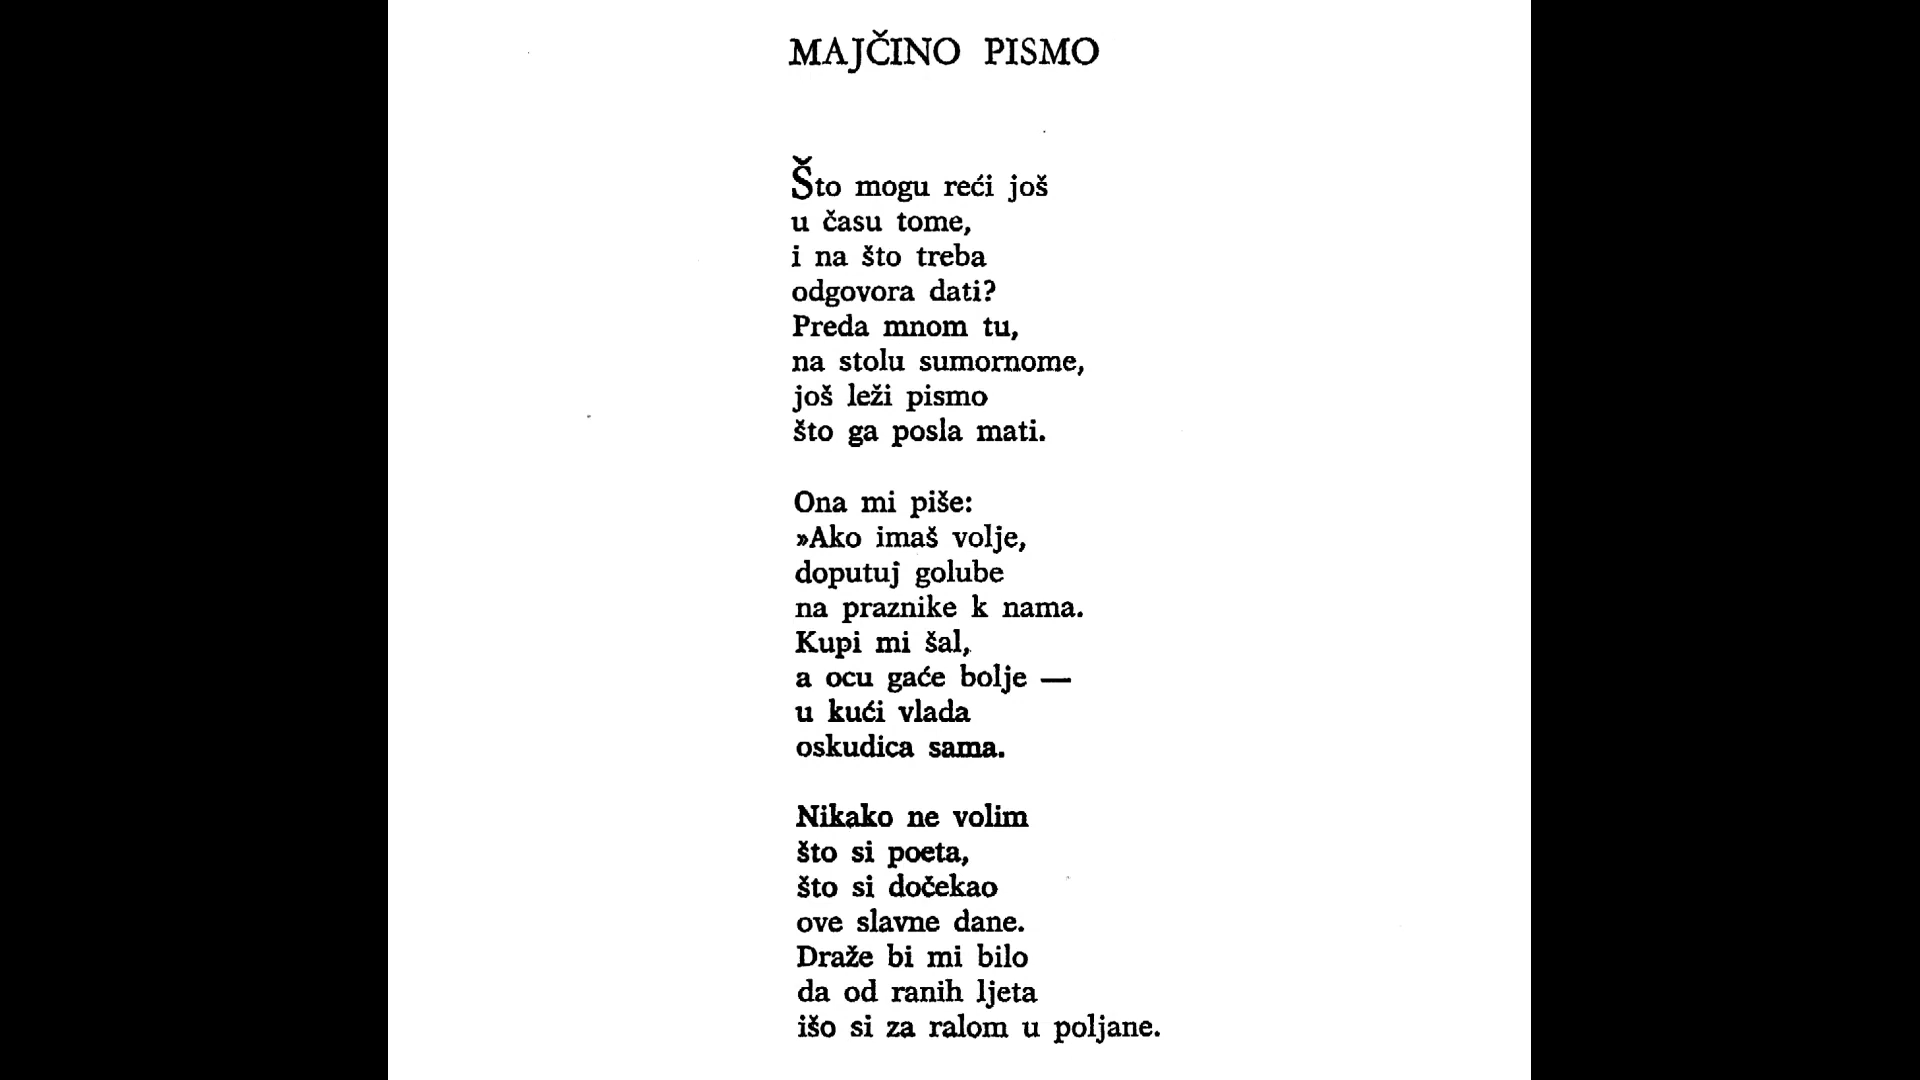 MAJČINO PISMO
Što mogu reći još
u času tome,
i na što treba
odgovora dati?
Preda mnom tu,
na stolu sumornome,
još leži pismo
što ga posla mati.
Ona mi piše:
»Ako imaš volje,
doputuj golube
na praznike k nama.
Kupi mi šal,
a ocu gaće bolje —
u kući vlada
oskudica sama.
Nikako ne volim
što si poeta,
što si dočekao
ove slavne dane.
Draže bi mi bilo
da od ranih ljeta
išo si za ralom u poljane.